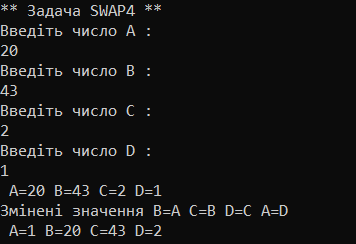 ** Задача SWAP4 **
Введіть число A :
20
Введіть число B :
43
Введіть число C :
2
Введіть число D :
1
A=20 B=43 C=2 D=1
Змінені значення B=A C=B D=C A=D
A=1 B=20 C=43 D=2